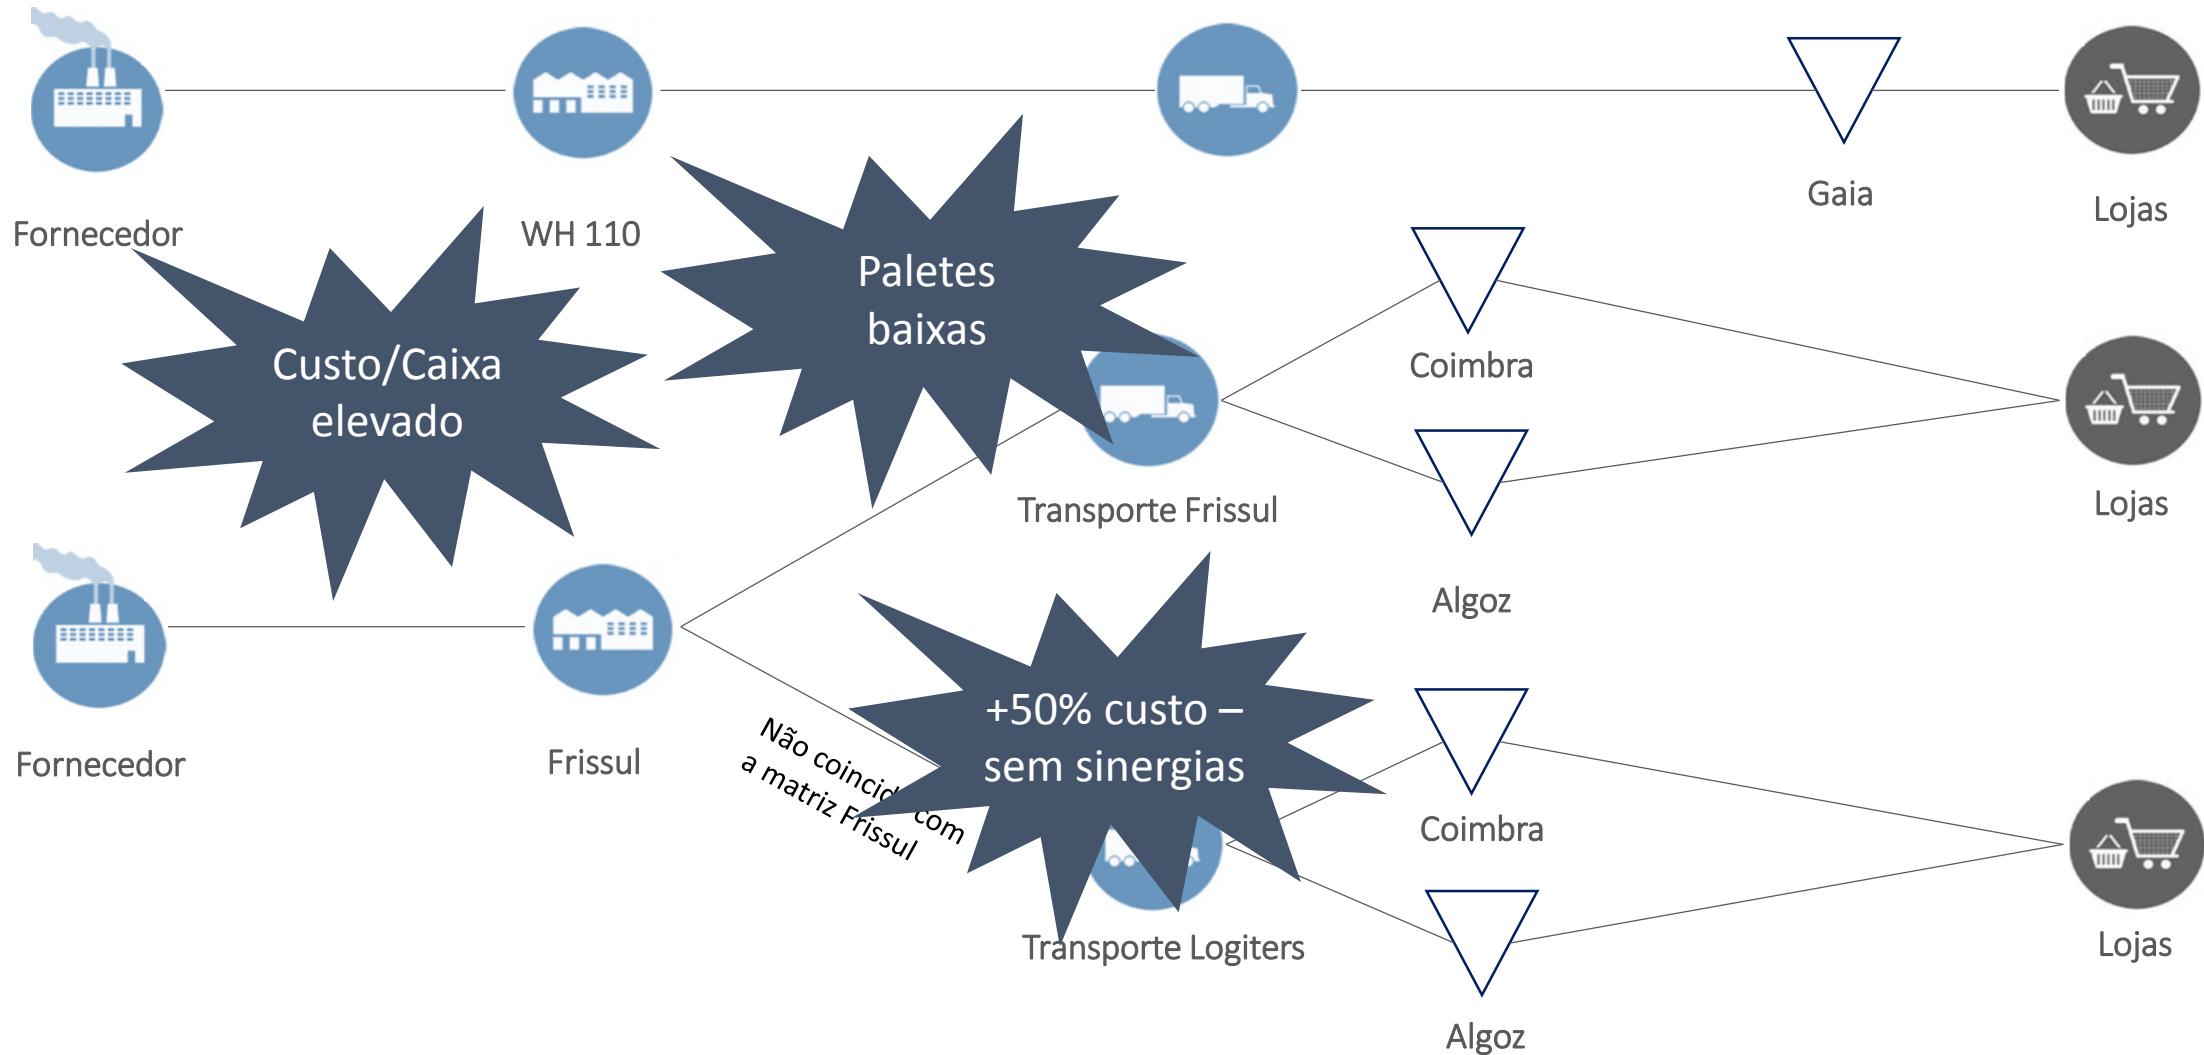 Fornecedor
WH 110
Gaia
Lojas
Paletes
baixas
Custo/Caixa
elevado
Coimbra
Transporte Frissul
Lojas
Algoz
Fornecedor
Frissul
Não coincid com
a matriz Frissul
+50% custo –
sem sinergias
Coimbra
Transporte Logiters
Lojas
Algoz